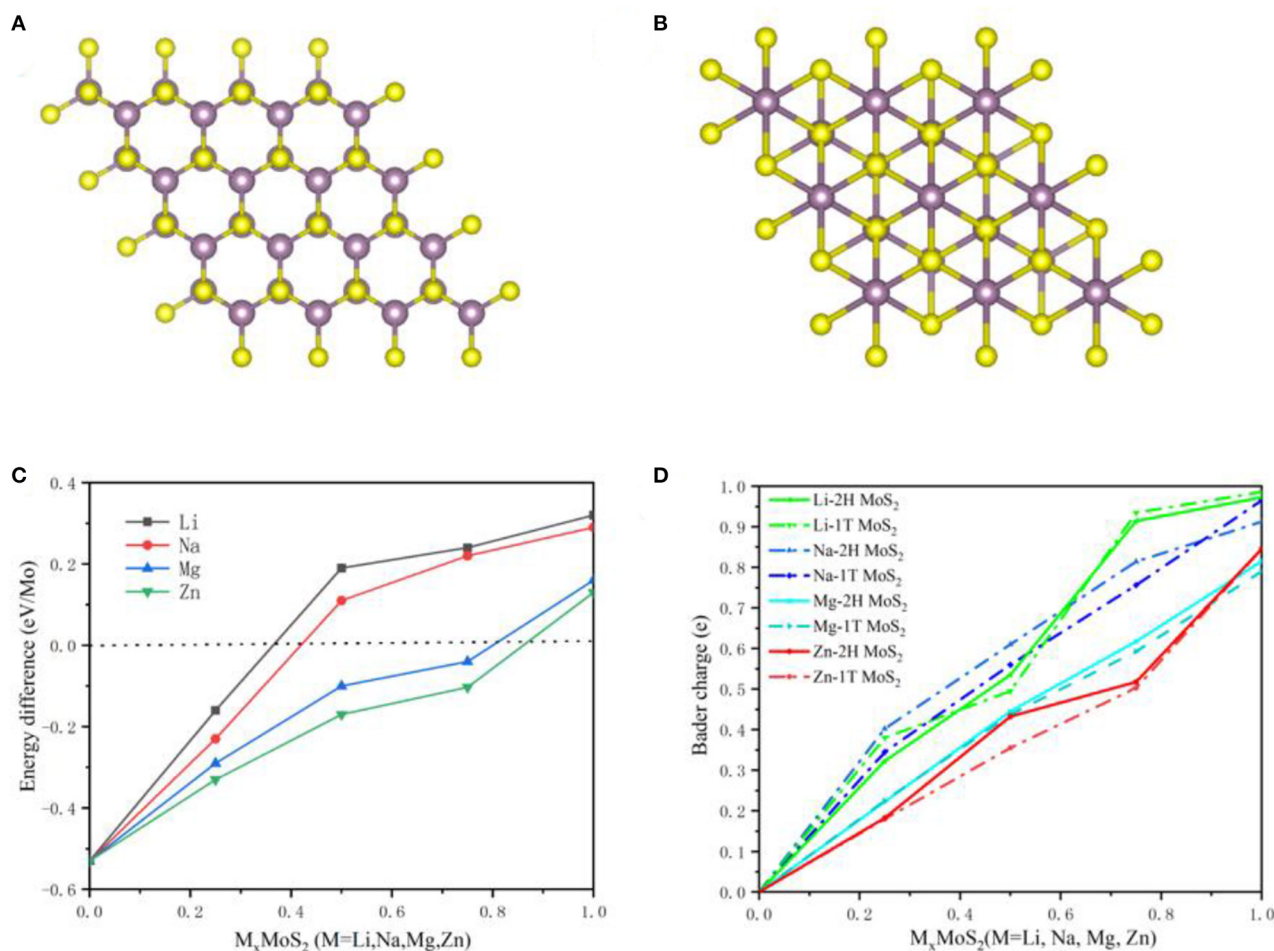 A
B
C
0.4
0.2
0.0
-0.2
-0.4
-0.6
Energy difference (eV/Mo)
Li
Na
Mg
Zn
0.0
0.2
0.4
0.6
0.8
1.0
MₓMoS₂ (M=Li,Na,Mg,Zn)
D
1.0
0.9
0.8
0.7
0.6
0.5
0.4
0.3
0.2
0.1
0.0
Bader charge (e)
Li-2H MoS₂
Li-1T MoS₂
Na-2H MoS₂
Na-1T MoS₂
Mg-2H MoS₂
Mg-1T MoS₂
Zn-2H MoS₂
Zn-1T MoS₂
0.0
0.2
0.4
0.6
0.8
1.0
MₓMoS₂(M=Li, Na, Mg, Zn)